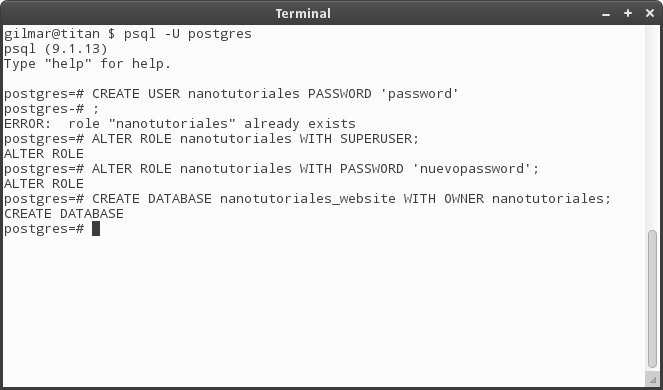 Terminal
gilmar@titan $ psql -U postgres
psql (9.1.13)
Type "help" for help.
postgres=# CREATE USER nanotutoriales PASSWORD 'password'
postgres-# ;
ERROR:  role "nanotutoriales" already exists
postgres=# ALTER ROLE nanotutoriales WITH SUPERUSER;
ALTER ROLE
postgres=# ALTER ROLE nanotutoriales WITH PASSWORD 'nuevopassword';
ALTER ROLE
postgres=# CREATE DATABASE nanotutoriales_website WITH OWNER nanotutoriales;
CREATE DATABASE
postgres=#